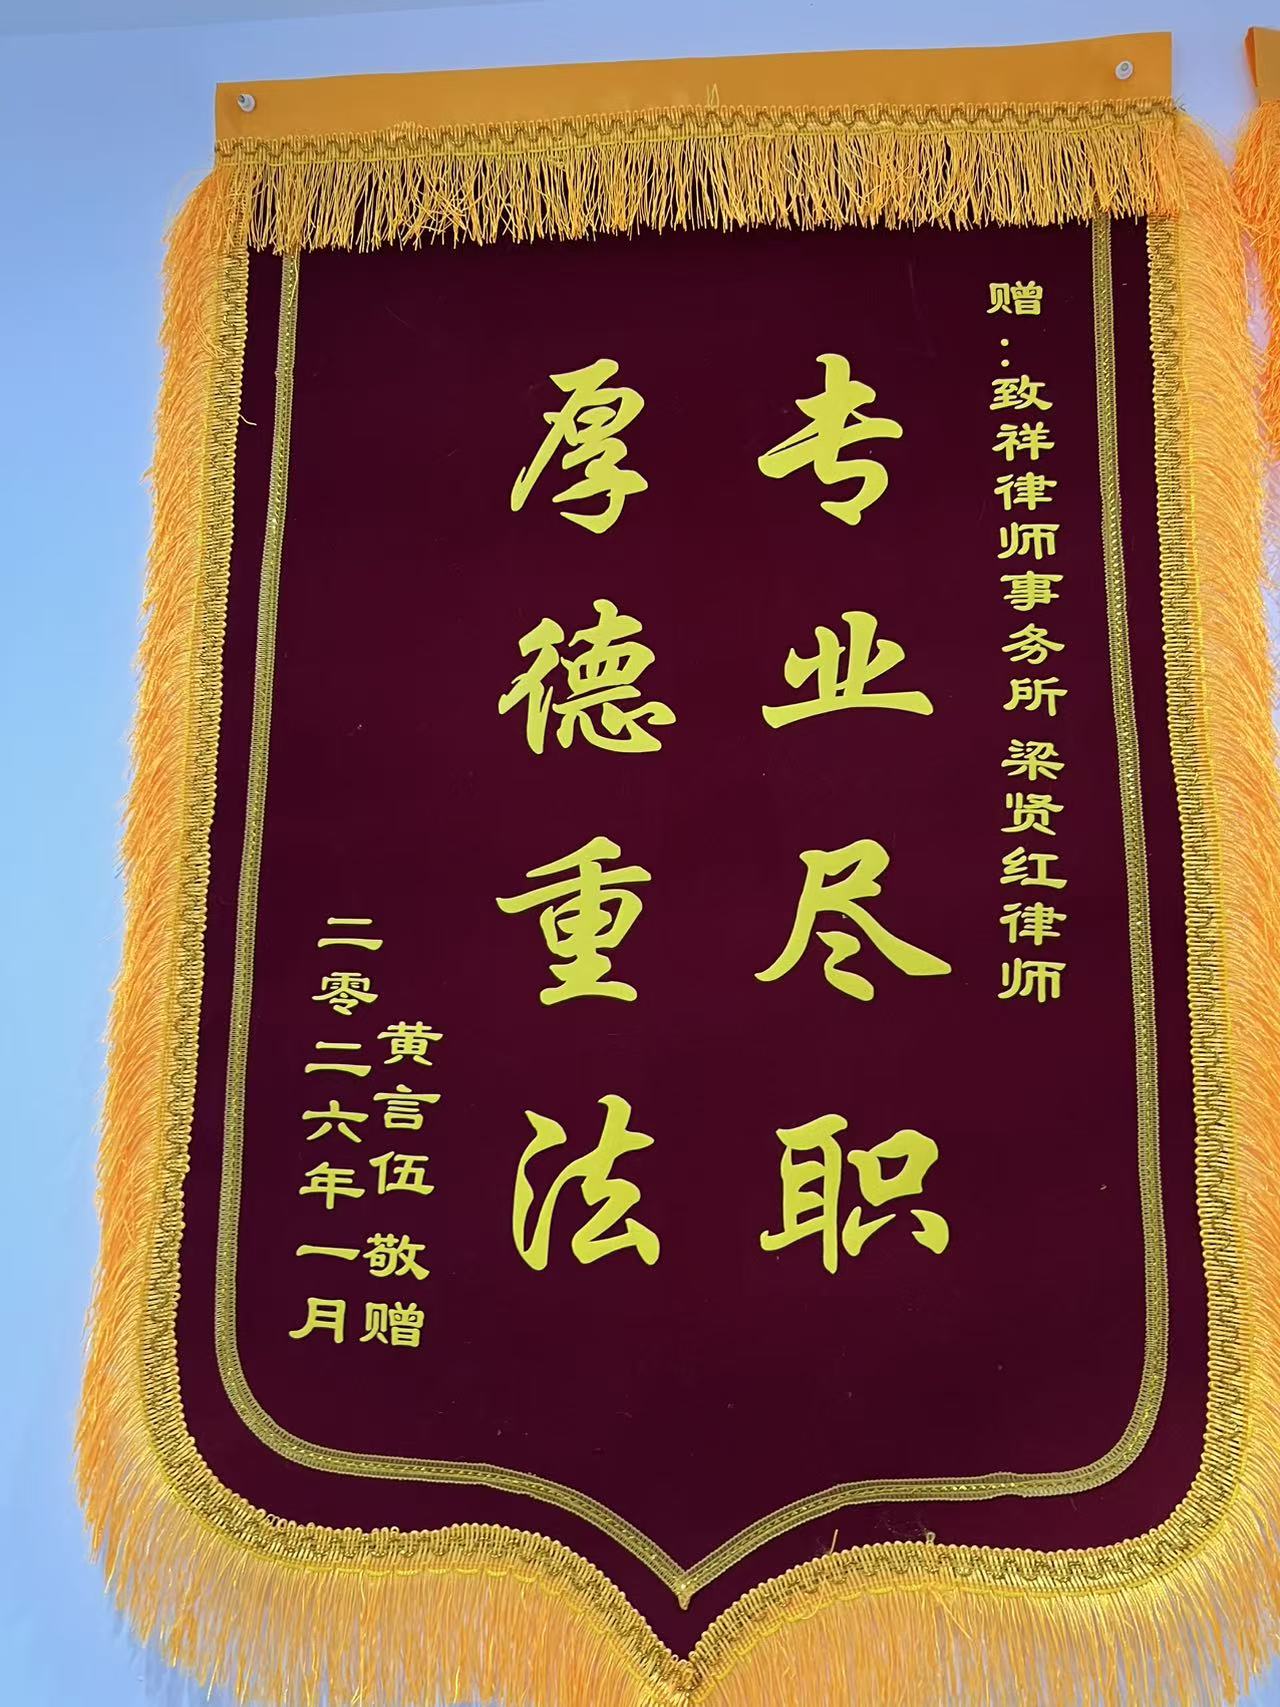 赠：致祥律师事务所 梁贤红律师
专业尽职
厚德重法
黄言伍 敬赠
二零二六年一月